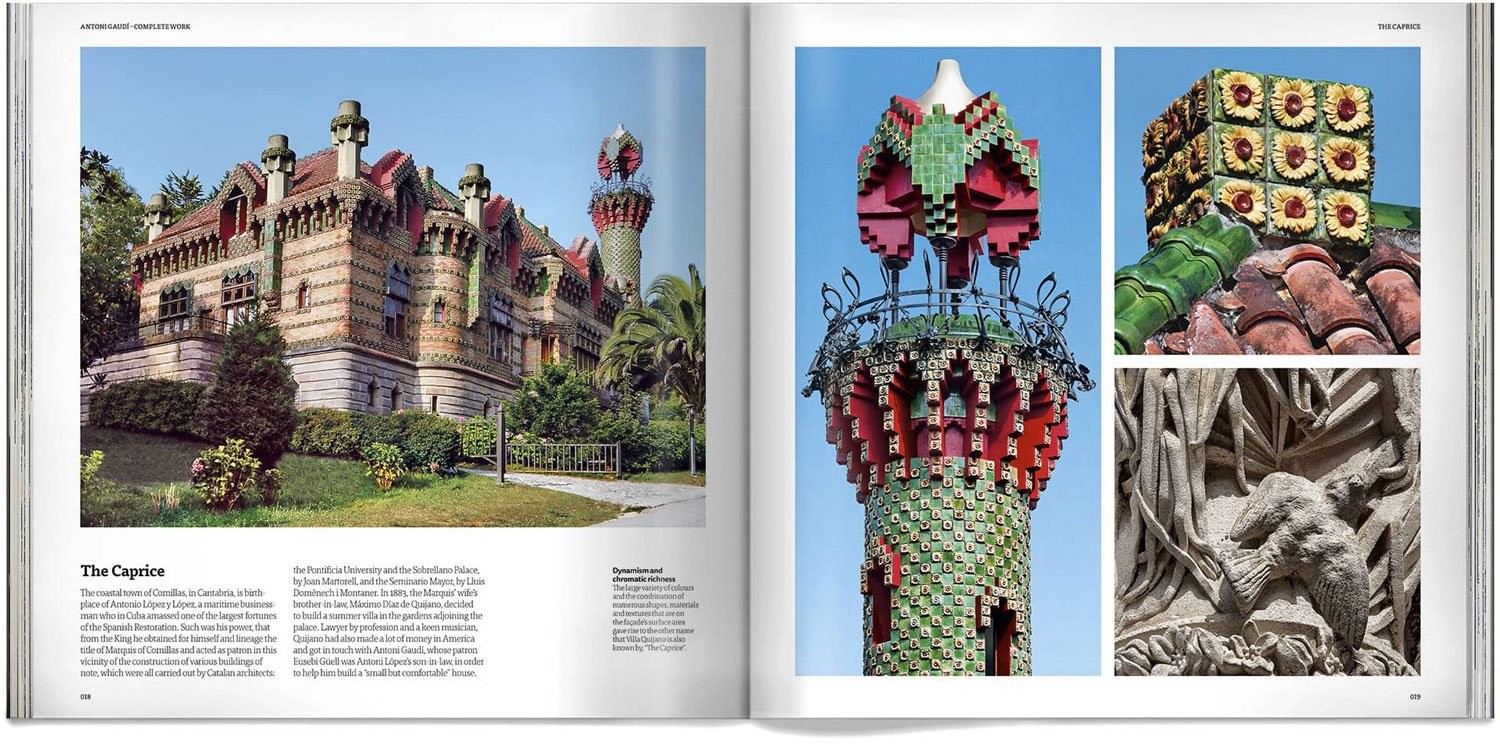 ANTONI GAUDÍ–COMPLETE WORK
The Caprice
The coastal town of Comillas, in Cantabria, is birth-
place of Antonio López y López, a maritime business-
man who in Cuba amassed one of the largest fortunes
of the Spanish Restoration. Such was his power, that
from the King he obtained for himself and lineage the
title of Marquis of Comillas and acted as patron in this
vicinity of the construction of various buildings of
note, which were all carried out by Catalan architects:
the Pontificia University and the Sobrellano Palace,
by Joan Martorell, and the Seminario Mayor, by Lluis
Domènech i Montaner. In 1883, the Marquis' wife's
brother-in-law, Máximo Díaz de Quijano, decided
to build a summer villa in the gardens adjoining the
palace. Lawyer by profession and a keen musician,
Quijano had also made a lot of money in America
and got in touch with Antoni Gaudí, whose patron
Eusebi Güell was Antoni López's son-in-law, in order
to help him build a "small but comfortable" house.
Dynamism and
chromatic richness
The large variety of colours
and the combination of
numerous shapes, materials
and textures that are on
the façade's surface area
gave rise to the other name
that Villa Quijano is also
known by, "The Caprice".
018
THE CAPRICE
019